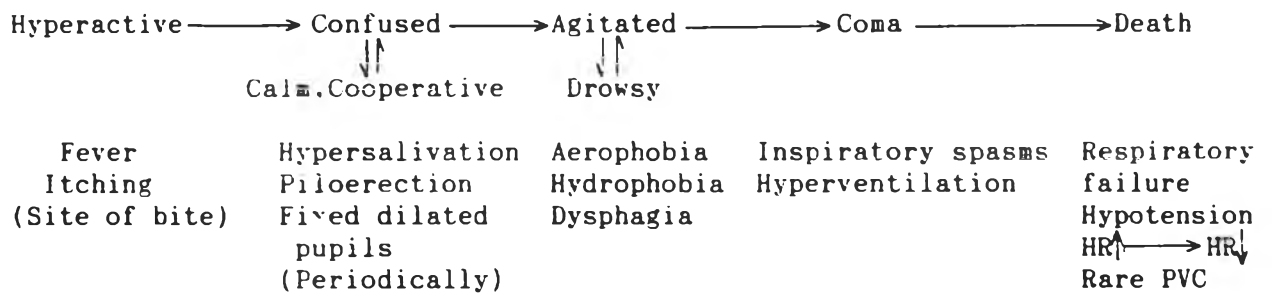 Hyperactive → Confused → Agitated → Coma → Death
Calm.Cooperative Drowsy
Fever Hypersalivation Aerophobia Inspiratory spasms Respiratory
Itching Piloerection Hydrophobia Hyperventilation failure
(Site of bite) Fixed dilated Dysphagia Hypotension
pupils HR↑ → HR↓
(Periodically) Rare PVC